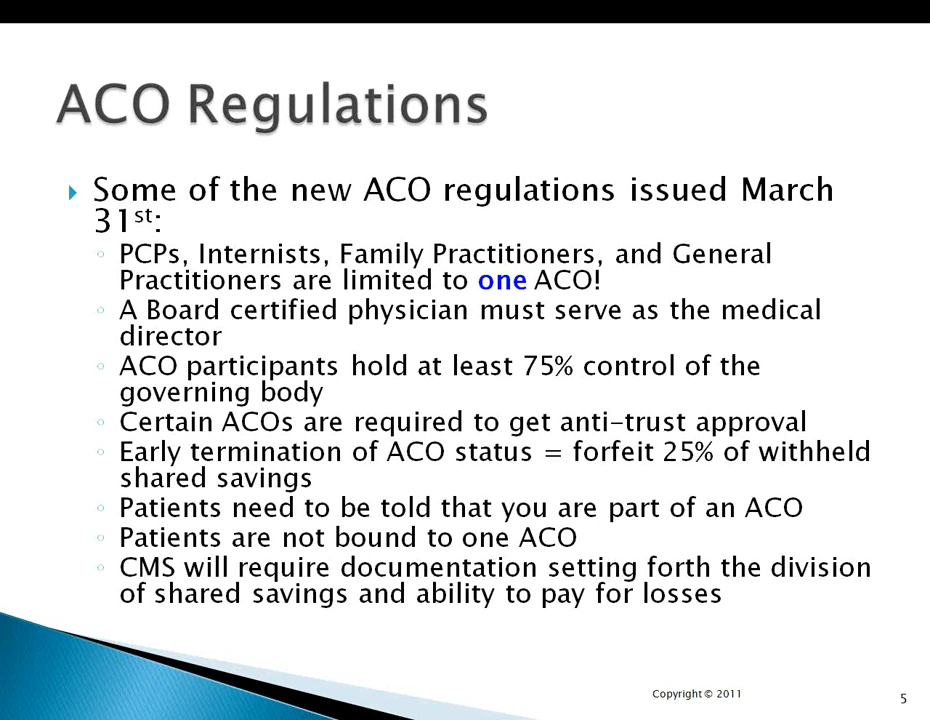 ACO Regulations
Some of the new ACO regulations issued March
31st:
PCPs, Internists, Family Practitioners, and General
Practitioners are limited to one ACO!
A Board certified physician must serve as the medical
director
ACO participants hold at least 75% control of the
governing body
Certain ACOs are required to get anti-trust approval
Early termination of ACO status = forfeit 25% of withheld
shared savings
Patients need to be told that you are part of an ACO
Patients are not bound to one ACO
CMS will require documentation setting forth the division
of shared savings and ability to pay for losses
Copyright © 2011
5